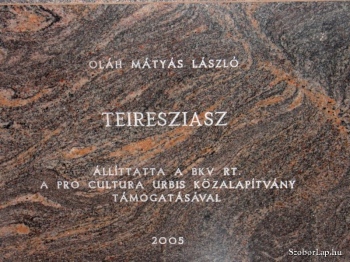 OLÁH MÁTYÁS LÁSZLÓ
TEIRESZIASZ
ÁLLÍTTATTA A BKV RT.
A PRO CULTURA URBIS KÖZALAPÍTVÁNY
TÁMOGATÁSÁVAL
2005
Szoborlap.hu